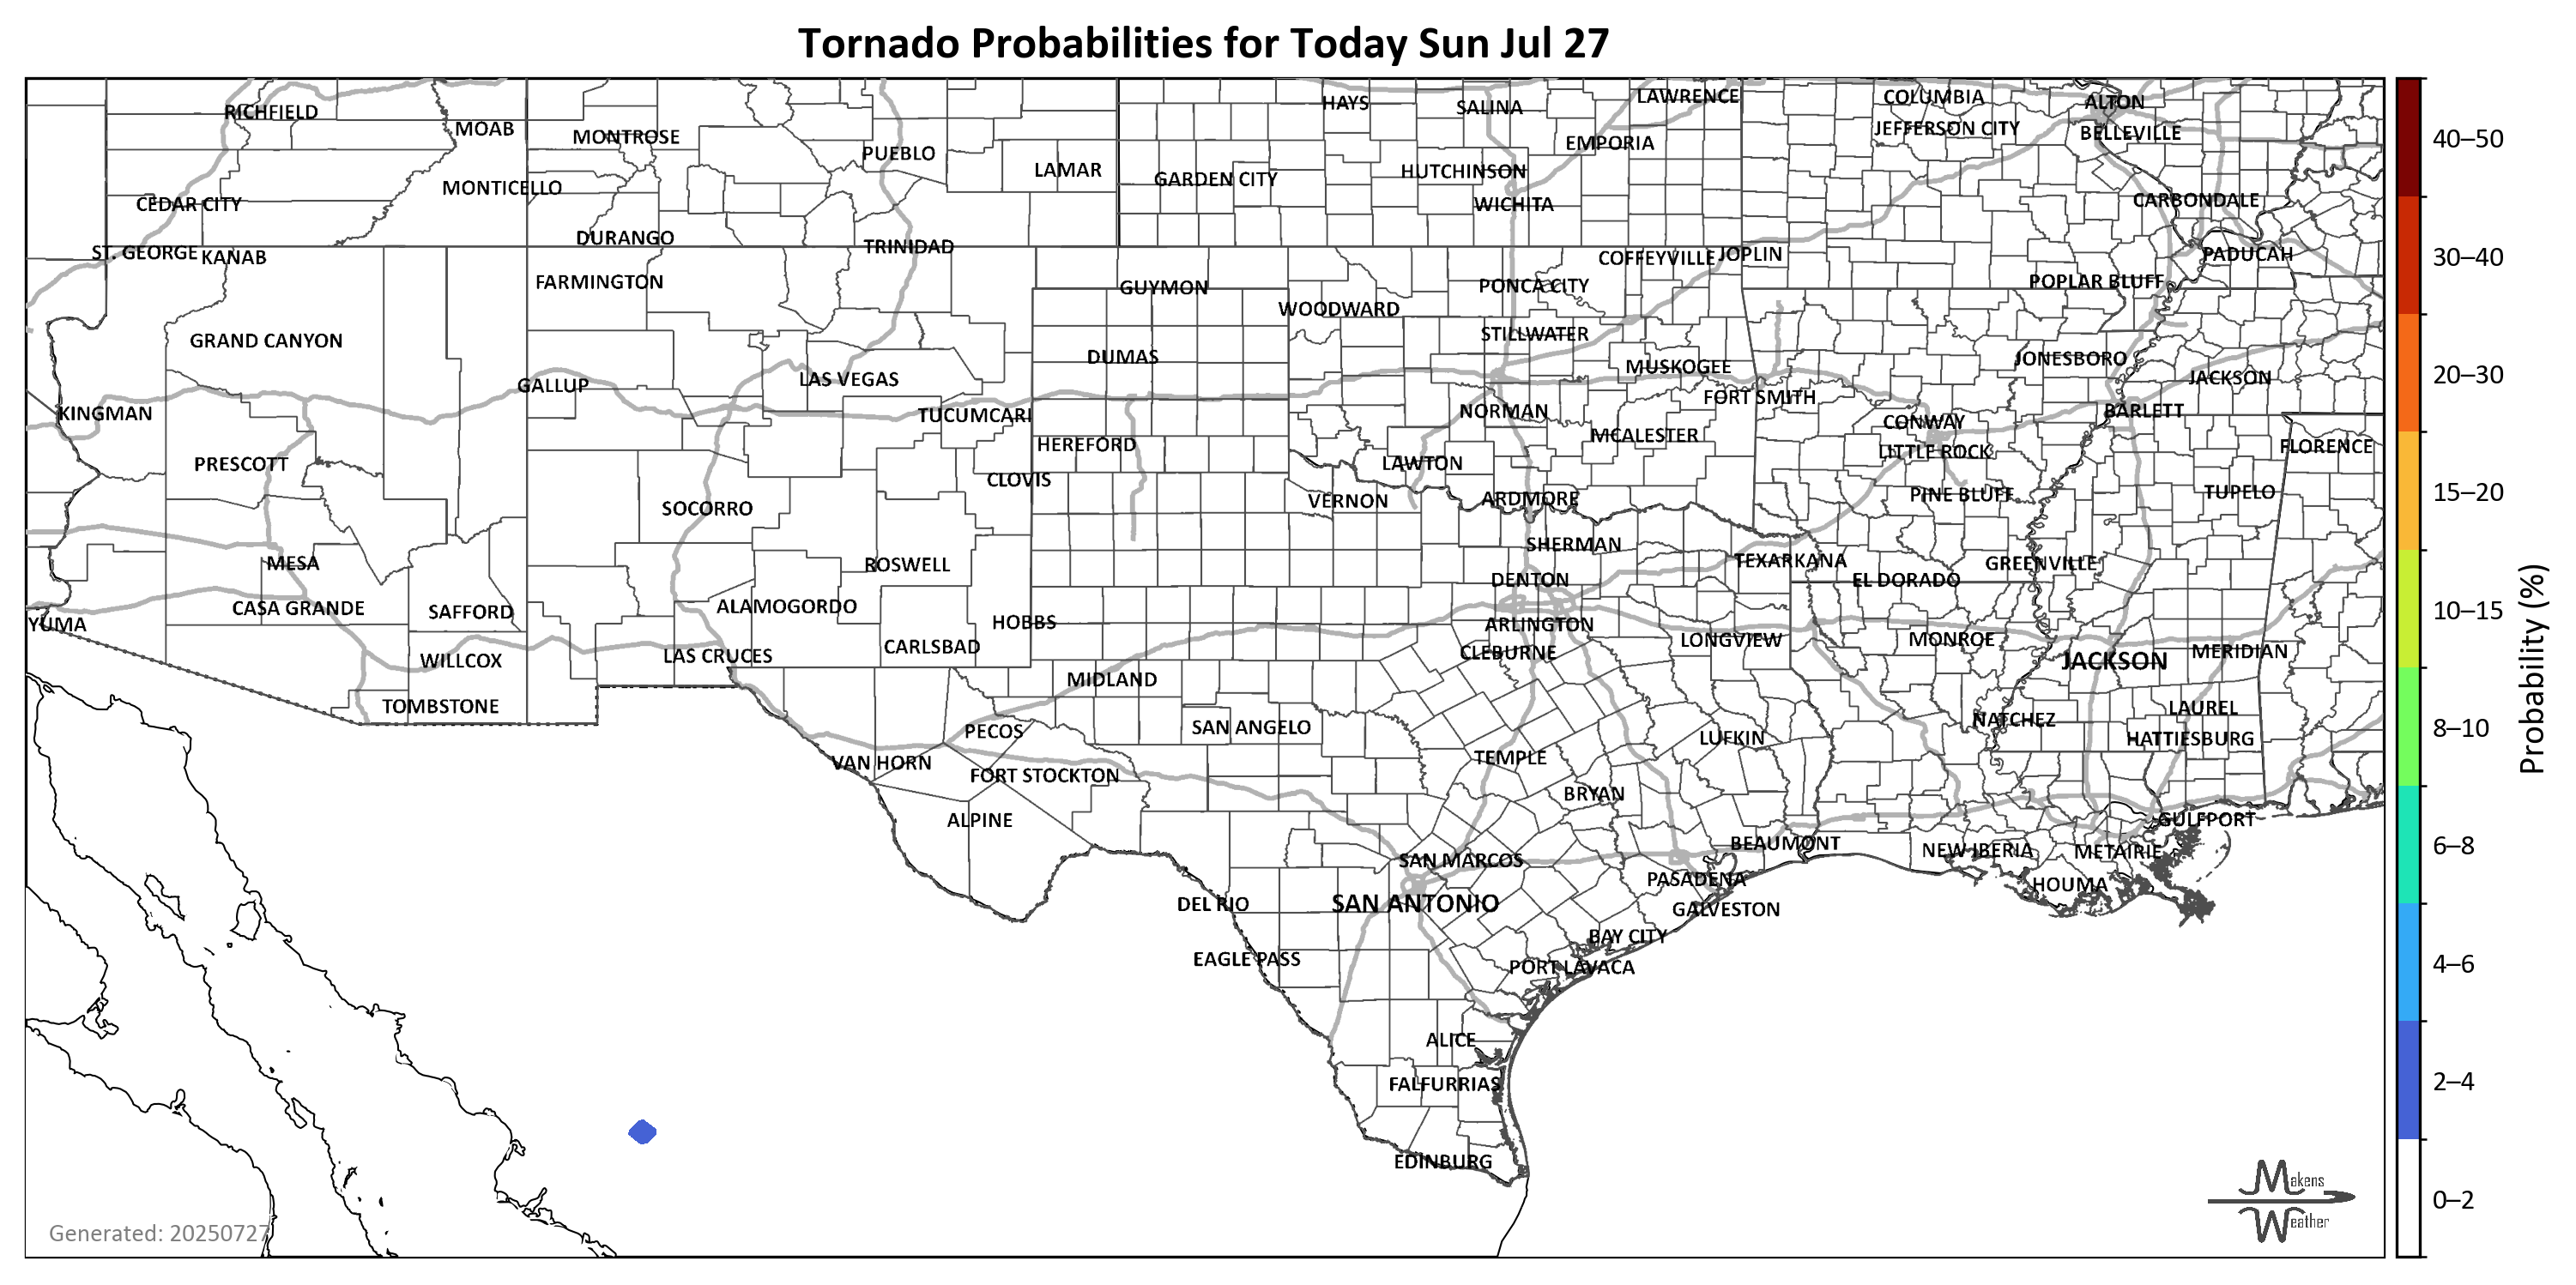 Tornado Probabilities for Today Sun Jul 27
RICHFIELD
MOAB
MONTROSE
PUEBLO
LAMAR
HAYS
SALINA
LAWRENCE
EMPORIA
COLUMBIA
JEFFERSON CITY
ALTON
BELLEVILLE
40–50
MONTICELLO
GARDEN CITY
HUTCHINSON
WICHITA
CARBONDALE
CEDAR CITY
DURANGO
TRINIDAD
ST. GEORGE
KANAB
COFFEYVILLE
JOPLIN
PADUCAH
30–40
FARMINGTON
GUYMON
PONCA CITY
POPLAR BLUFF
WOODWARD
GRAND CANYON
STILLWATER
DUMAS
MUSKOGEE
JONESBORO
JACKSON
20–30
GALLUP
LAS VEGAS
KINGMAN
TUCUMCARI
NORMAN
FORT SMITH
BARLETT
CONWAY
HEREFORD
MCALESTER
LITTLE ROCK
FLORENCE
PRESCOTT
CLOVIS
LAWTON
SOCORRO
VERNON
ARDMORE
PINE BLUFF
TUPELO
15–20
MESA
ROSWELL
SHERMAN
TEXARKANA
GREENVILLE
DENTON
EL DORADO
CASA GRANDE
SAFFORD
ALAMOGORDO
YUMA
HOBBS
ARLINGTON
10–15
CARLSBAD
CLEBURNE
LONGVIEW
MONROE
MERIDIAN
WILLCOX
LAS CRUCES
JACKSON
MIDLAND
TOMBSTONE
NATCHEZ
LAUREL
PECOS
SAN ANGELO
LUFKIN
HATTIESBURG
8–10
Probability (%)
VAN HORN
FORT STOCKTON
TEMPLE
BRYAN
ALPINE
GULFPORT
BEAUMONT
SAN MARCOS
NEW IBERIA
METAIRIE
6–8
PASADENA
HOUMA
DEL RIO
SAN ANTONIO
GALVESTON
BAY CITY
EAGLE PASS
PORT LAVACA
4–6
ALICE
FALFURRIAS
2–4
EDINBURG
Makens
Weather
0–2
Generated: 20250727